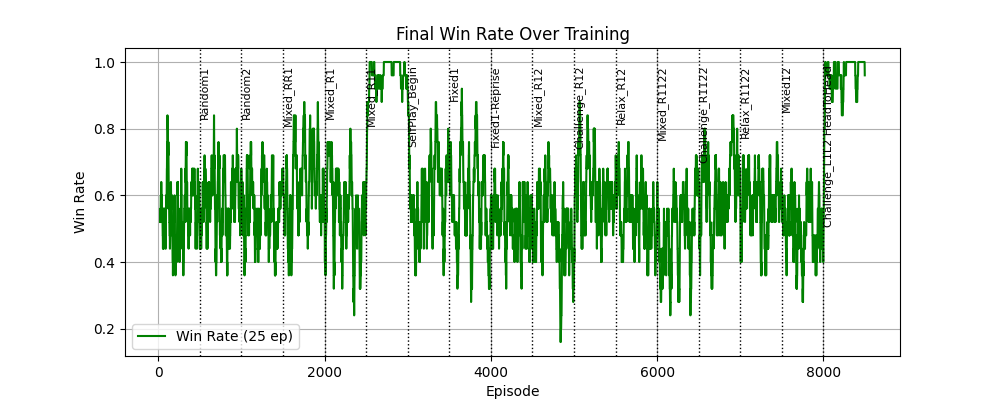 Final Win Rate Over Training
Win Rate
1.0
0.8
0.6
0.4
0.2
Random1
Random2
Mixed_RR1
Mixed_R1
SelfPlay_Begin
Fixed1
Fixed1-Reprise
Mixed_R12
Challenge_R12
Relax_R12
Mixed_R1122
Challenge_R1122
Relax_R1122
Mixed12
Challenge_L1L2 HeadToHead
Win Rate (25 ep)
0
2000
4000
6000
8000
Episode